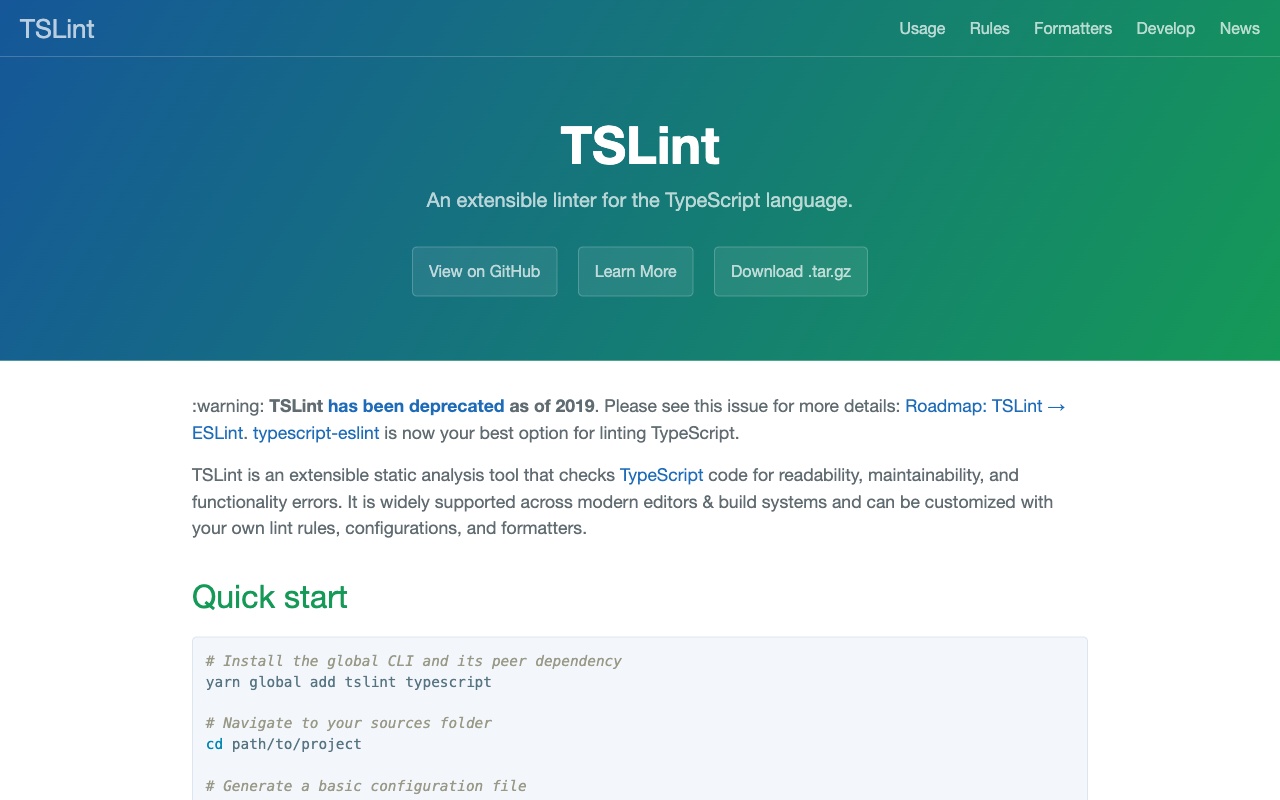 TSLint
Usage Rules Formatters Develop News
TSLint
An extensible linter for the TypeScript language.
View on GitHub Learn More Download .tar.gz
:warning: TSLint has been deprecated as of 2019. Please see this issue for more details: Roadmap: TSLint →
ESLint. typescript-eslint is now your best option for linting TypeScript.
TSLint is an extensible static analysis tool that checks TypeScript code for readability, maintainability, and
functionality errors. It is widely supported across modern editors & build systems and can be customized with
your own lint rules, configurations, and formatters.
Quick start
# Install the global CLI and its peer dependency
yarn global add tslint typescript
# Navigate to your sources folder
cd path/to/project
# Generate a basic configuration file